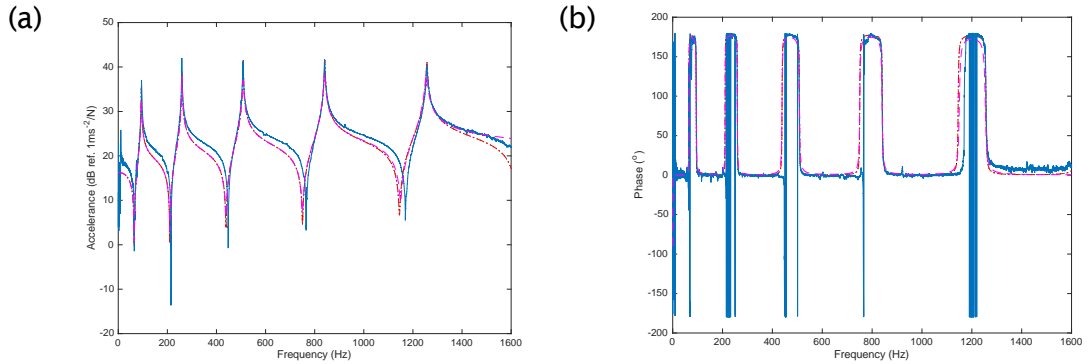 (a)
50
40
30
20
10
0
-10
-20
Accelerance (dB ref. 1ms⁻²/N)
0 200 400 600 800 1000 1200 1400 1600
Frequency (Hz)
(b)
200
150
100
50
0
-50
-100
-150
-200
Phase (°)
0 200 400 600 800 1000 1200 1400 1600
Frequency (Hz)